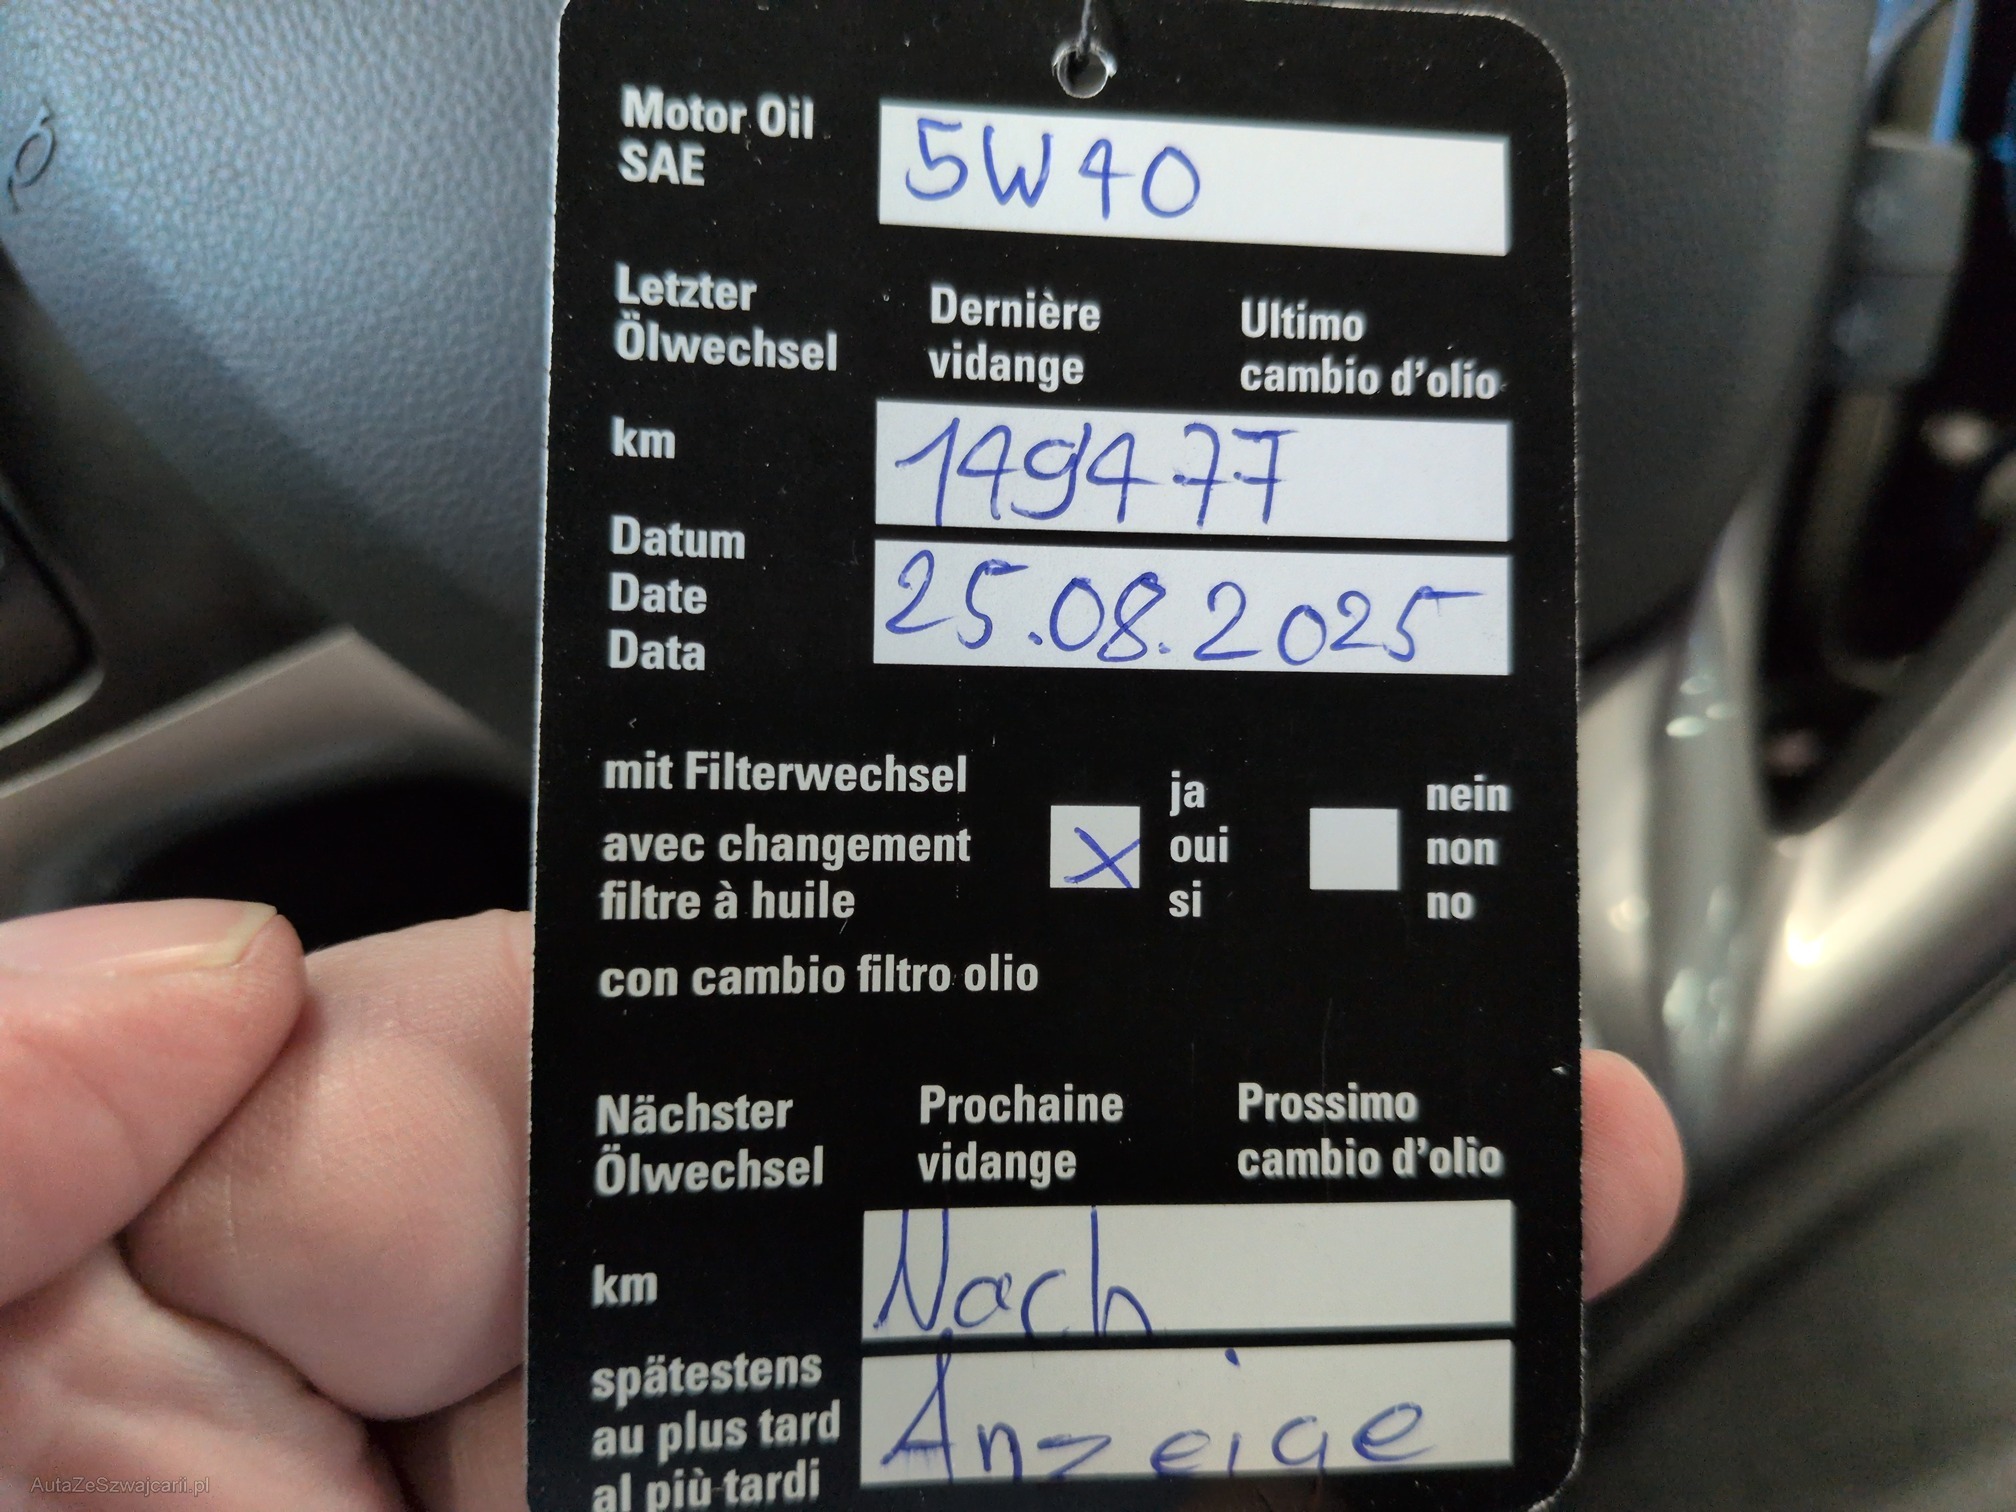 Motor Oil
SAE
5W40
Letzter
Ölwechsel
Dernière
vidange
Ultimo
cambio d'olio
km
149477
Datum
Date
Data
25.08.2025
mit Filterwechsel
avec changement
filtre à huile
con cambio filtro olio
X
ja
oui
si
nein
non
no
Nächster
Ölwechsel
Prochaine
vidange
Prossimo
cambio d'olio
km
Nach
spätestens
au plus tard
al più tardi
Anzeige
AutaZeSzwajcarii.pl